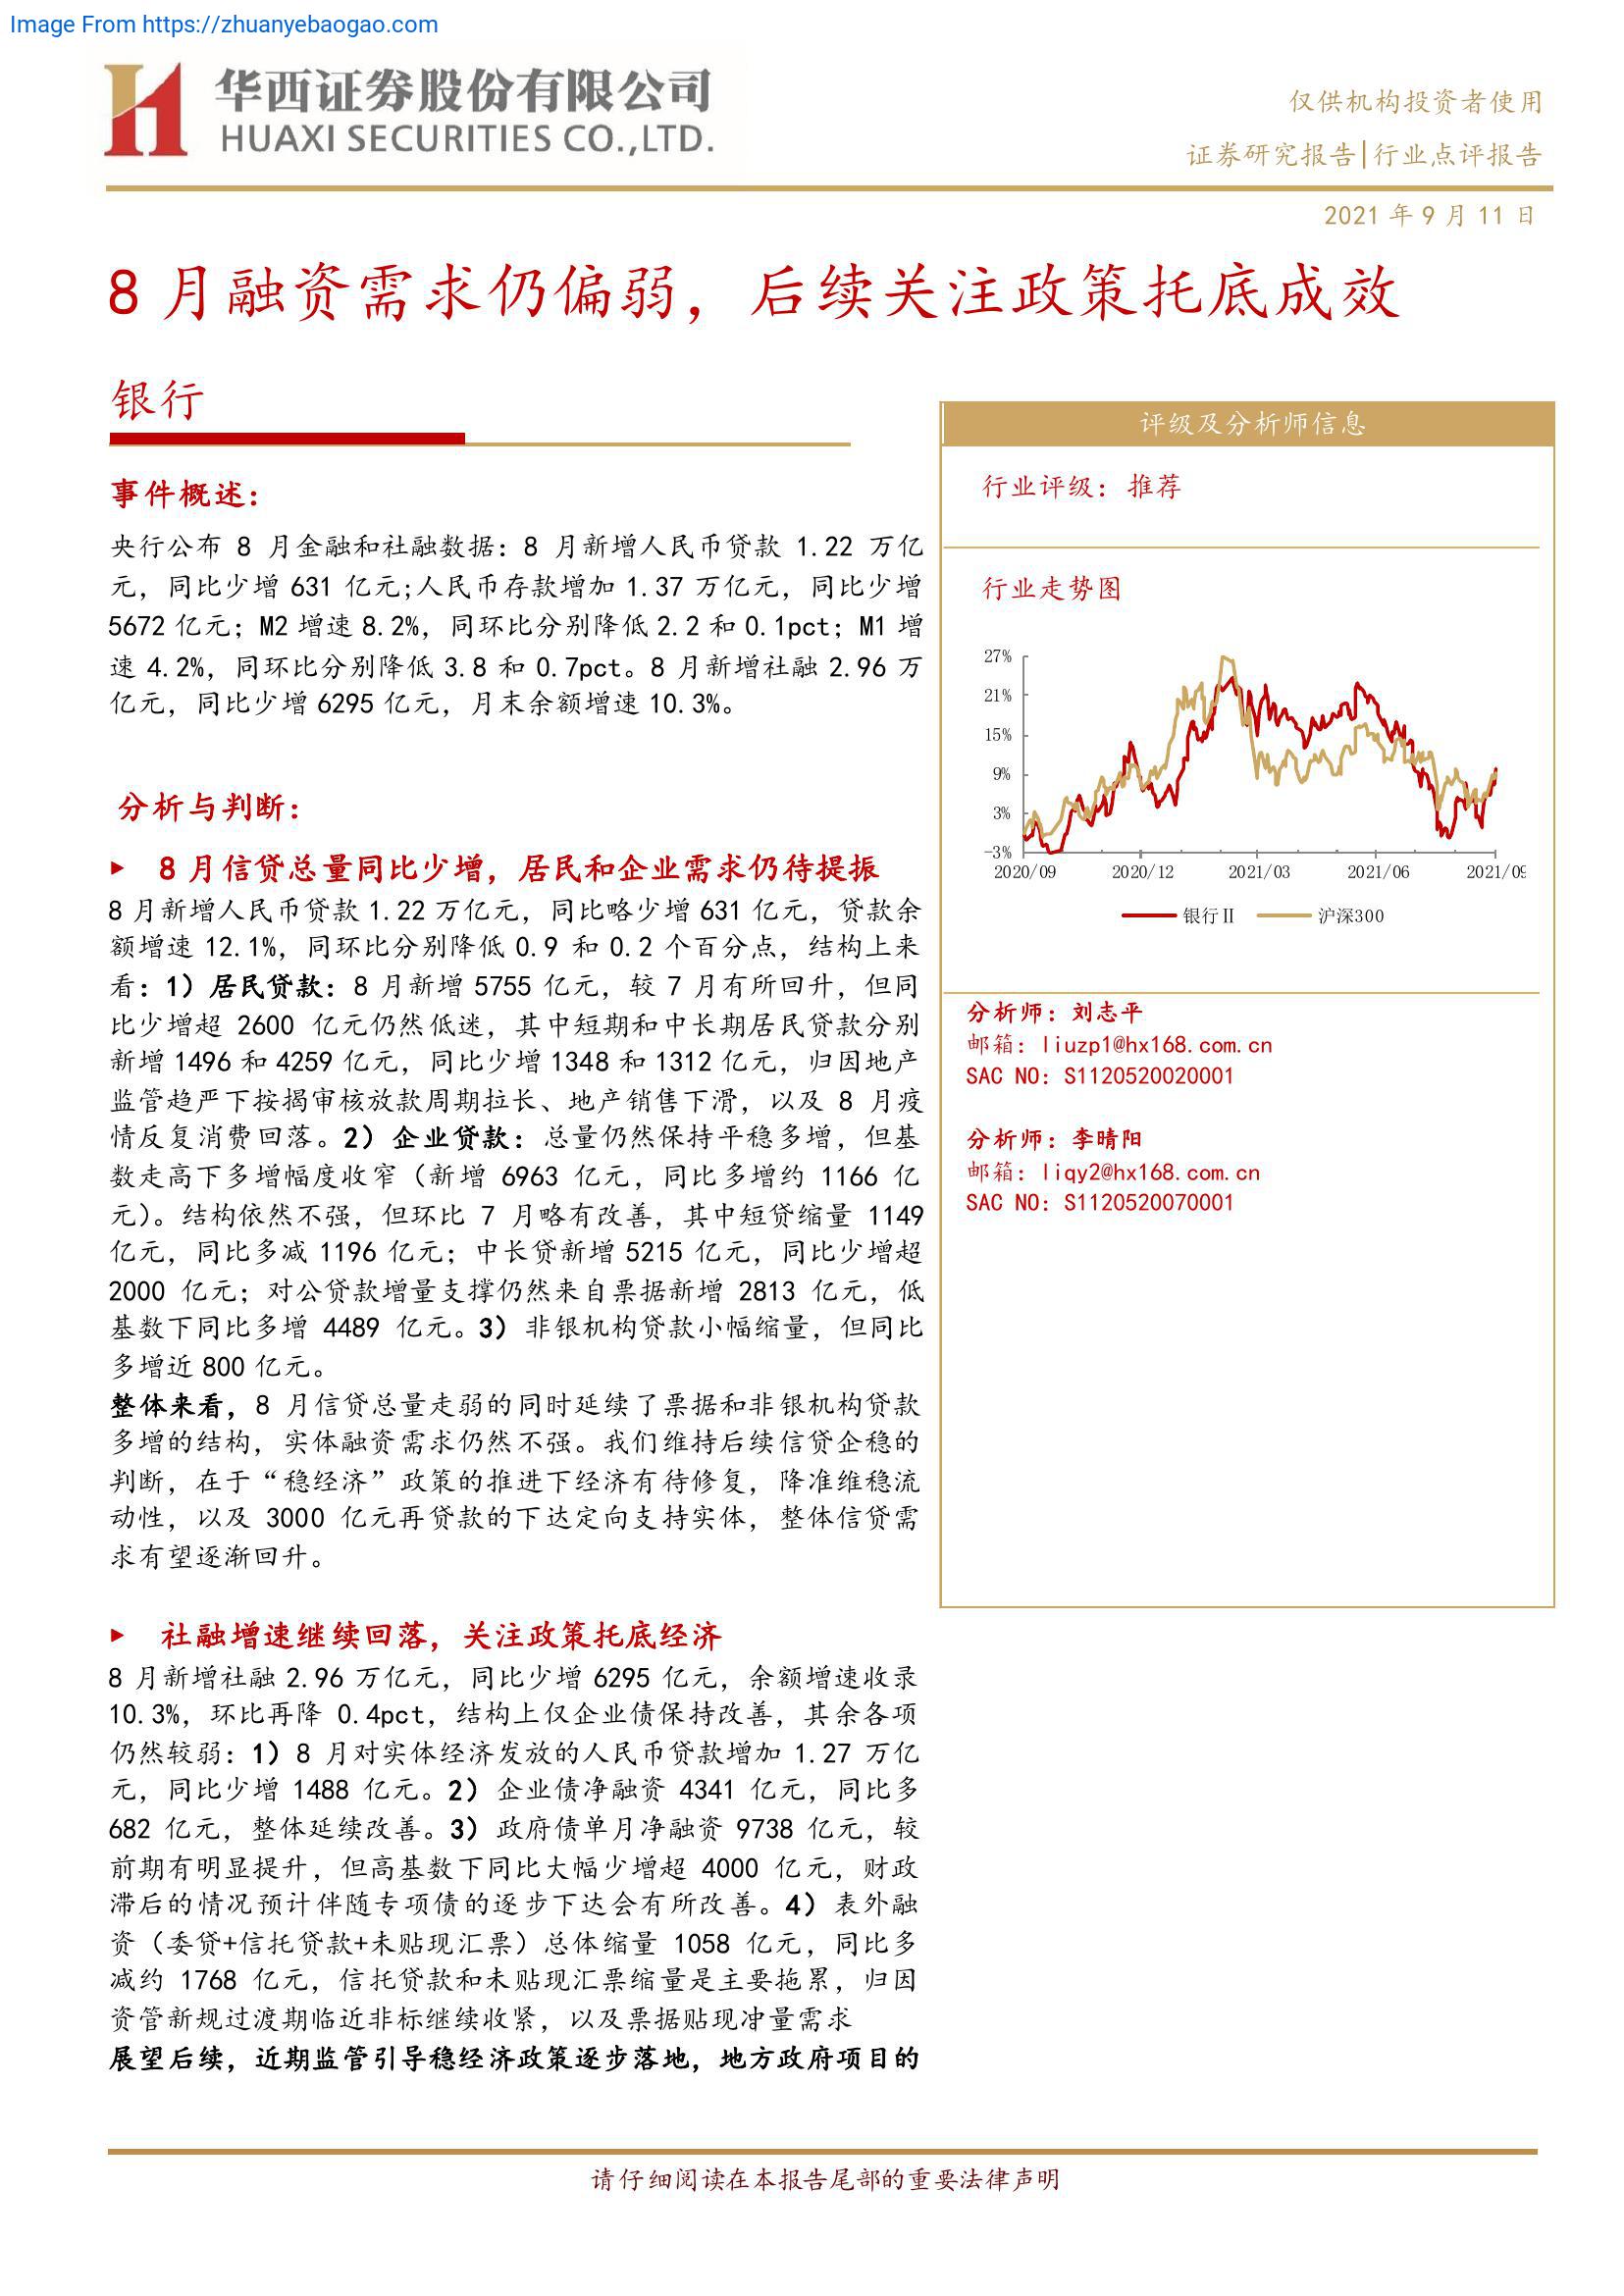 Image From https://zhuanyebaogao.com
华西证券股份有限公司
HUAXI SECURITIES CO.,LTD.
仅供机构投资者使用
证券研究报告|行业点评报告
2021 年 9 月 11 日
8 月融资需求仍偏弱，后续关注政策托底成效
银行
事件概述：
央行公布 8 月金融和社融数据：8 月新增人民币贷款 1.22 万亿
元，同比少增 631 亿元;人民币存款增加 1.37 万亿元，同比少增
5672 亿元；M2 增速 8.2%，同环比分别降低 2.2 和 0.1pct；M1 增
速 4.2%，同环比分别降低 3.8 和 0.7pct。8 月新增社融 2.96 万
亿元，同比少增 6295 亿元，月末余额增速 10.3%。
分析与判断：
► 8 月信贷总量同比少增，居民和企业需求仍待提振
8 月新增人民币贷款 1.22 万亿元，同比略少增 631 亿元，贷款余
额增速 12.1%，同环比分别降低 0.9 和 0.2 个百分点，结构上来
看：1）居民贷款：8 月新增 5755 亿元，较 7 月有所回升，但同
比少增超 2600 亿元仍然低迷，其中短期和中长期居民贷款分别
新增 1496 和 4259 亿元，同比少增 1348 和 1312 亿元，归因地产
监管趋严下按揭审核放款周期拉长、地产销售下滑，以及 8 月疫
情反复消费回落。2）企业贷款：总量仍然保持平稳多增，但基
数走高下多增幅度收窄（新增 6963 亿元，同比多增约 1166 亿
元）。结构依然不强，但环比 7 月略有改善，其中短贷缩量 1149
亿元，同比多减 1196 亿元；中长贷新增 5215 亿元，同比少增超
2000 亿元；对公贷款增量支撑仍然来自票据新增 2813 亿元，低
基数下同比多增 4489 亿元。3）非银机构贷款小幅缩量，但同比
多增近 800 亿元。
整体来看，8 月信贷总量走弱的同时延续了票据和非银机构贷款
多增的结构，实体融资需求仍然不强。我们维持后续信贷企稳的
判断，在于“稳经济”政策的推进下经济有待修复，降准维稳流
动性，以及 3000 亿元再贷款的下达定向支持实体，整体信贷需
求有望逐渐回升。
► 社融增速继续回落，关注政策托底经济
8 月新增社融 2.96 万亿元，同比少增 6295 亿元，余额增速收录
10.3%，环比再降 0.4pct，结构上仅企业债保持改善，其余各项
仍然较弱：1）8 月对实体经济发放的人民币贷款增加 1.27 万亿
元，同比少增 1488 亿元。2）企业债净融资 4341 亿元，同比多
682 亿元，整体延续改善。3）政府债单月净融资 9738 亿元，较
前期有明显提升，但高基数下同比大幅少增超 4000 亿元，财政
滞后的情况预计伴随专项债的逐步下达会有所改善。4）表外融
资（委贷+信托贷款+未贴现汇票）总体缩量 1058 亿元，同比多
减约 1768 亿元，信托贷款和未贴现汇票缩量是主要拖累，归因
资管新规过渡期临近非标继续收紧，以及票据贴现冲量需求
展望后续，近期监管引导稳经济政策逐步落地，地方政府项目的
评级及分析师信息
行业评级：推荐
行业走势图
27%
21%
15%
9%
3%
-3%
2020/09 2020/12 2021/03 2021/06 2021/09
银行Ⅱ 沪深300
分析师：刘志平
邮箱：liuzp1@hx168.com.cn
SAC NO：S1120520020001
分析师：李晴阳
邮箱：liqy2@hx168.com.cn
SAC NO：S1120520070001
请仔细阅读在本报告尾部的重要法律声明